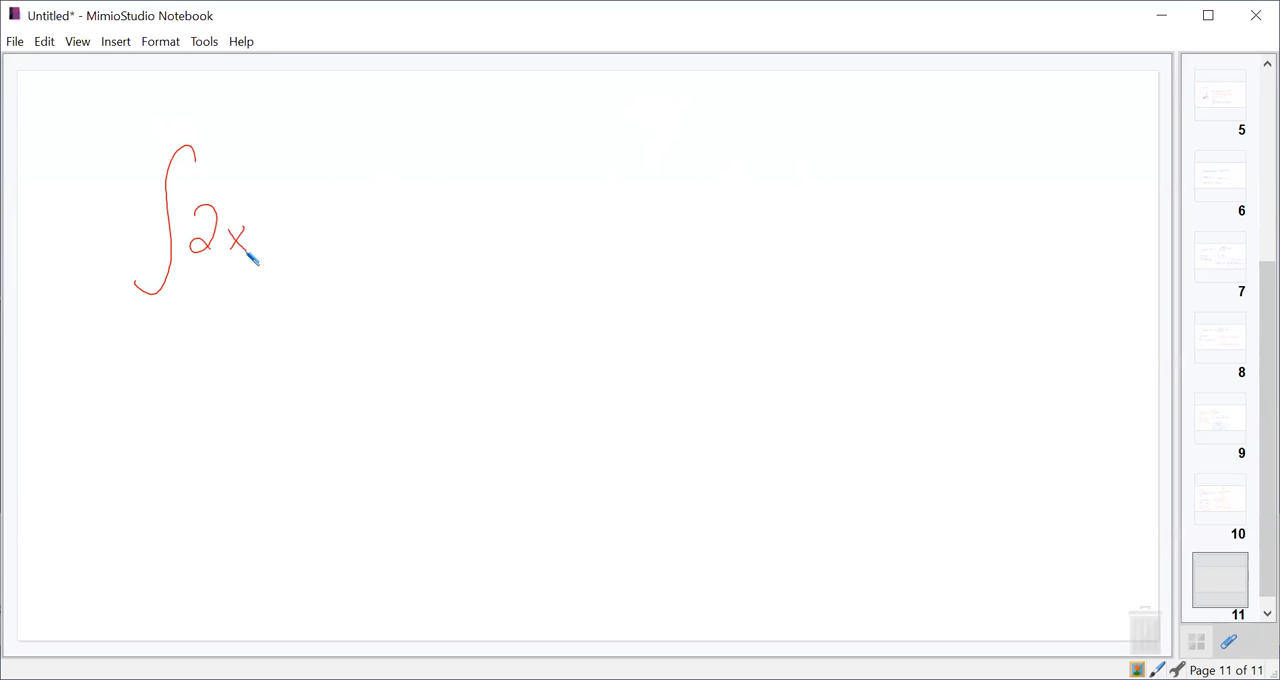 Untitled* - MimioStudio Notebook
File Edit View Insert Format Tools Help
∫2x
5
6
7
8
9
10
11
Page 11 of 11